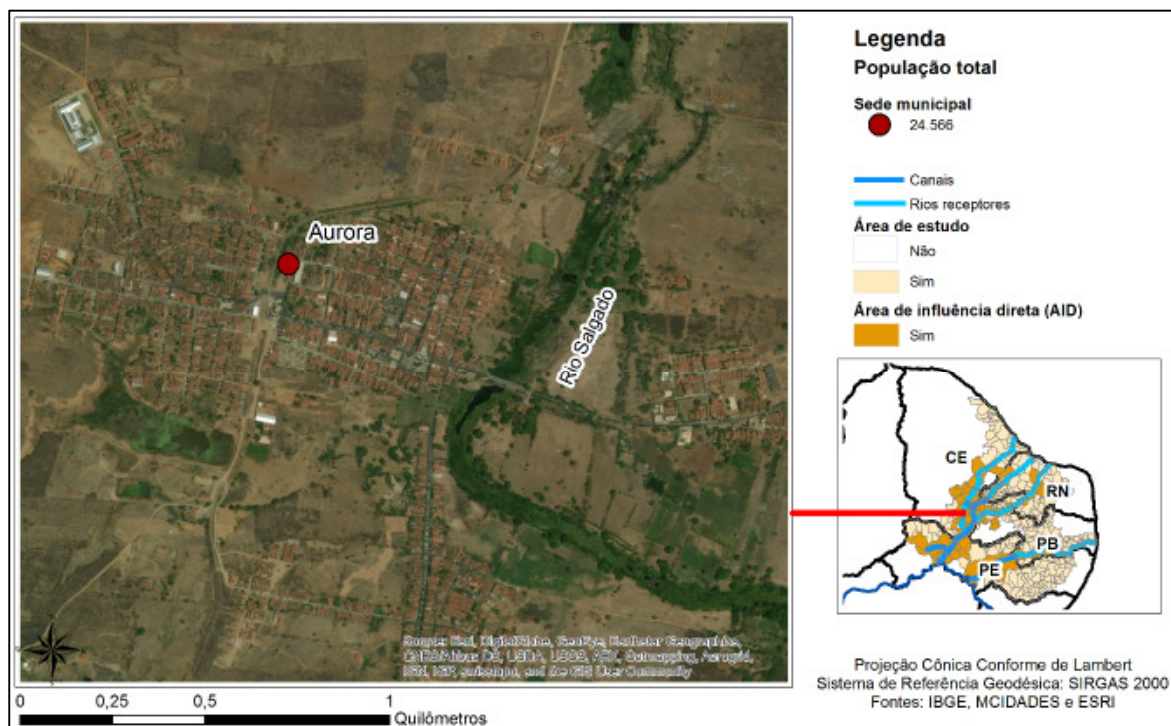 Aurora
Rio Salgado
0
0,5
1
Quilômetros
Legenda
População total
Sede municipal
24.566
Canais
Rios receptores
Área de estudo
Não
Sim
Área de influência direta (AID)
Sim
CE
RN
PB
PE
Projeção Cônica Conforme de Lambert
Sistema de Referência Geodésica: SIRGAS 2000
Fontes: IBGE, MCIDADES e ESRI